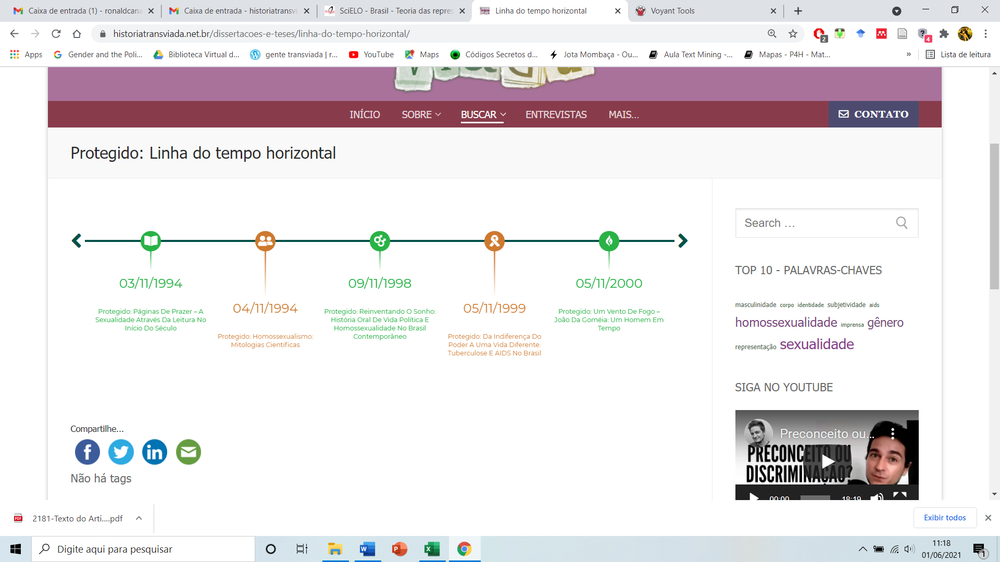 Caixa de entrada (1) - ronaldcana
Caixa de entrada - historiatransvi
SciELO - Brasil - Teoria das repres
Linha do tempo horizontal
Voyant Tools
historiatransviada.net.br/dissertacoes-e-teses/linha-do-tempo-horizontal/
2
4
Apps
Gender and the Poli...
Biblioteca Virtual d...
gente transviada | r...
YouTube
Maps
Códigos Secretos d...
Jota Mombaça - Ou...
Aula Text Mining -...
Mapas - P4H - Mat...
»
Lista de leitura
INÍCIO
SOBRE
BUSCAR
ENTREVISTAS
MAIS...
CONTATO
Protegido: Linha do tempo horizontal
03/11/1994
Protegido: Páginas De Prazer – A
Sexualidade Através Da Leitura No
Início Do Século
04/11/1994
Protegido: Homossexualismo:
Mitologias Cientificas
09/11/1998
Protegido: Reinventando O Sonho:
História Oral De Vida Política E
Homossexualidade No Brasil
Contemporâneo
05/11/1999
Protegido: Da Indiferença Do
Poder A Uma Vida Diferente:
Tuberculose E AIDS No Brasil
05/11/2000
Protegido: Um Vento De Fogo –
João Da Goméia: Um Homem Em
Tempo
Search ...
TOP 10 - PALAVRAS-CHAVES
masculinidade corpo identidade subjetividade aids
homossexualidade imprensa gênero
representação sexualidade
SIGA NO YOUTUBE
Preconceito ou...
PRECONCEITO OU
DISCRIMINAÇÃO?
00:00
18:19
Compartilhe...
Não há tags
2181-Texto do Arti....pdf
Exibir todos
Digite aqui para pesquisar
11:18
01/06/2021
1